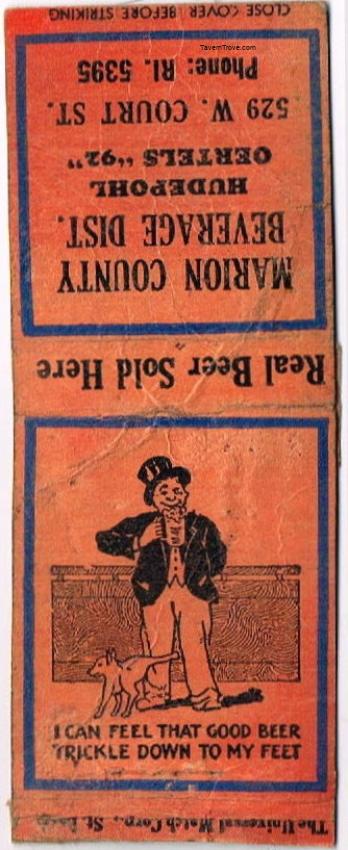 CLOSE COVER BEFORE STRIKING
TavernTrove.com
MARION COUNTY
BEVERAGE DIST.
HUDEPOHL
OERTELS "92"
529 W. COURT ST.
Phone: RI. 5395
Real Beer Sold Here
I CAN FEEL THAT GOOD BEER
TRICKLE DOWN TO MY FEET
The Universal Match Corp., St.